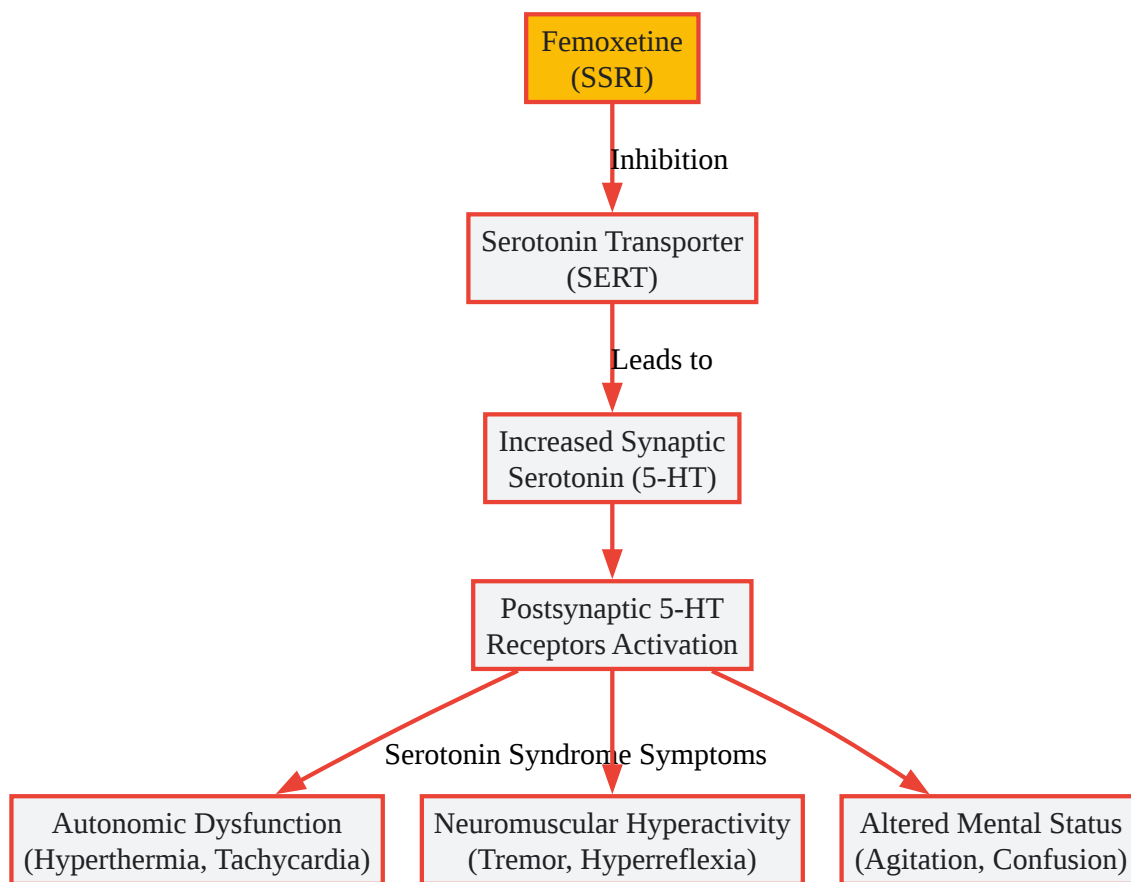 Femoxetine
(SSRI)
Inhibition
Serotonin Transporter
(SERT)
Leads to
Increased Synaptic
Serotonin (5-HT)
Postsynaptic 5-HT
Receptors Activation
Serotonin Syndrome Symptoms
Autonomic Dysfunction
(Hyperthermia, Tachycardia)
Neuromuscular Hyperactivity
(Tremor, Hyperreflexia)
Altered Mental Status
(Agitation, Confusion)